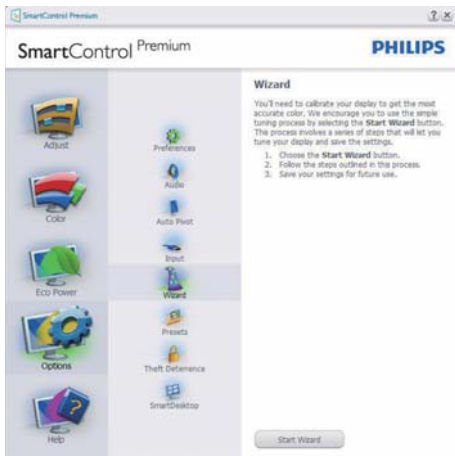 SmartControl Premium
SmartControl Premium
PHILIPS
Adjust
Color
Eco Power
Options
Help
Preferences
Audio
Auto Pivot
Input
Wizard
Presets
Theft Deterrence
SmartDesktop
Wizard
You'll need to calibrate your display to get the most
accurate color. We encourage you to use the simple
tuning process by selecting the Start Wizard button.
This process involves a series of steps that will let you
tune your display and save the settings.
1. Choose the Start Wizard button.
2. Follow the steps outlined in this process.
3. Save your settings for future use.
Start Wizard